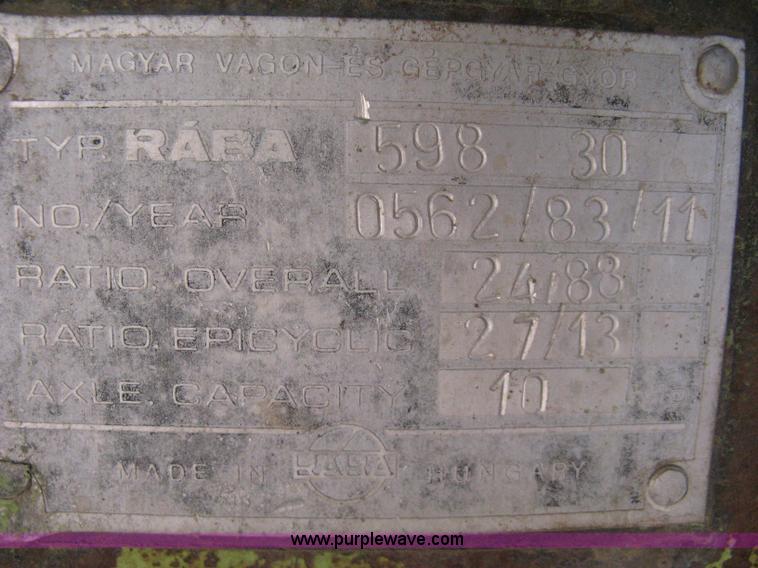 MAGYAR VAGON-ÉS GÉPGYÁR GYŐR
TYP. RÁBA 598 30
NO./YEAR 0562/83/11
RATIO. OVERALL 24,88
RATIO. EPICYCLIC 27/13
AXLE. CAPACITY 10
MADE IN RÁBA HUNGARY
www.purplewave.com